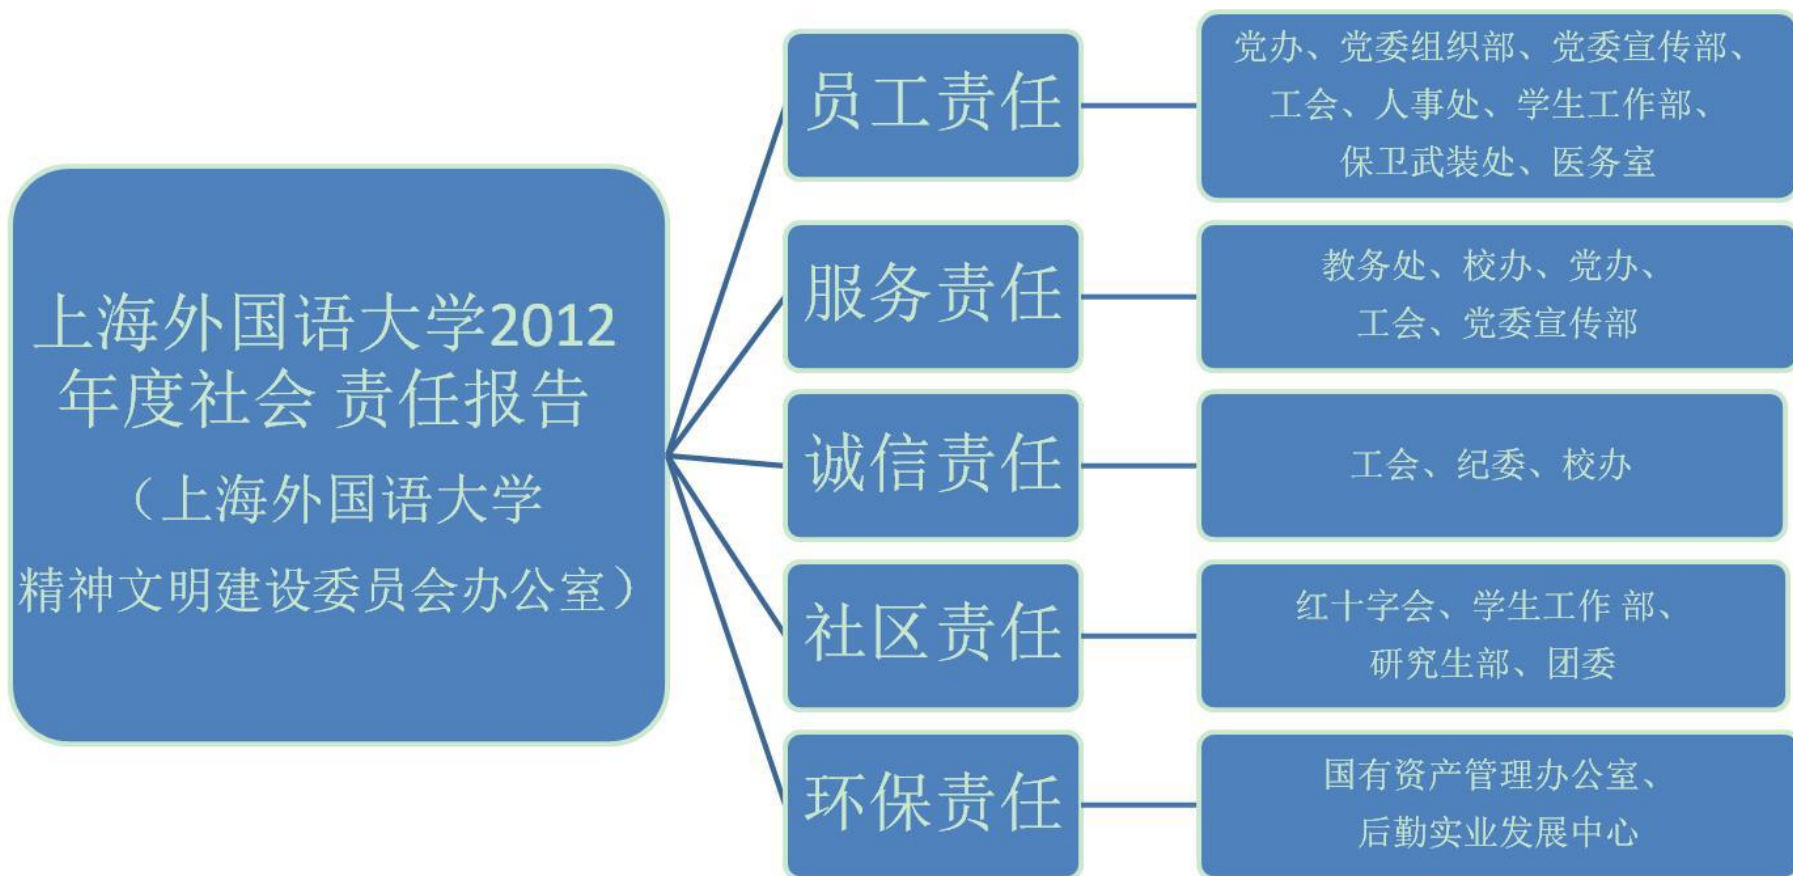 上海外国语大学2012
年度社会 责任报告
（上海外国语大学
精神文明建设委员会办公室）
员工责任
党办、党委组织部、党委宣传部、
工会、人事处、学生工作部、
保卫武装处、医务室
服务责任
教务处、校办、党办、
工会、党委宣传部
诚信责任
工会、纪委、校办
社区责任
红十字会、学生工作 部、
研究生部、团委
环保责任
国有资产管理办公室、
后勤实业发展中心